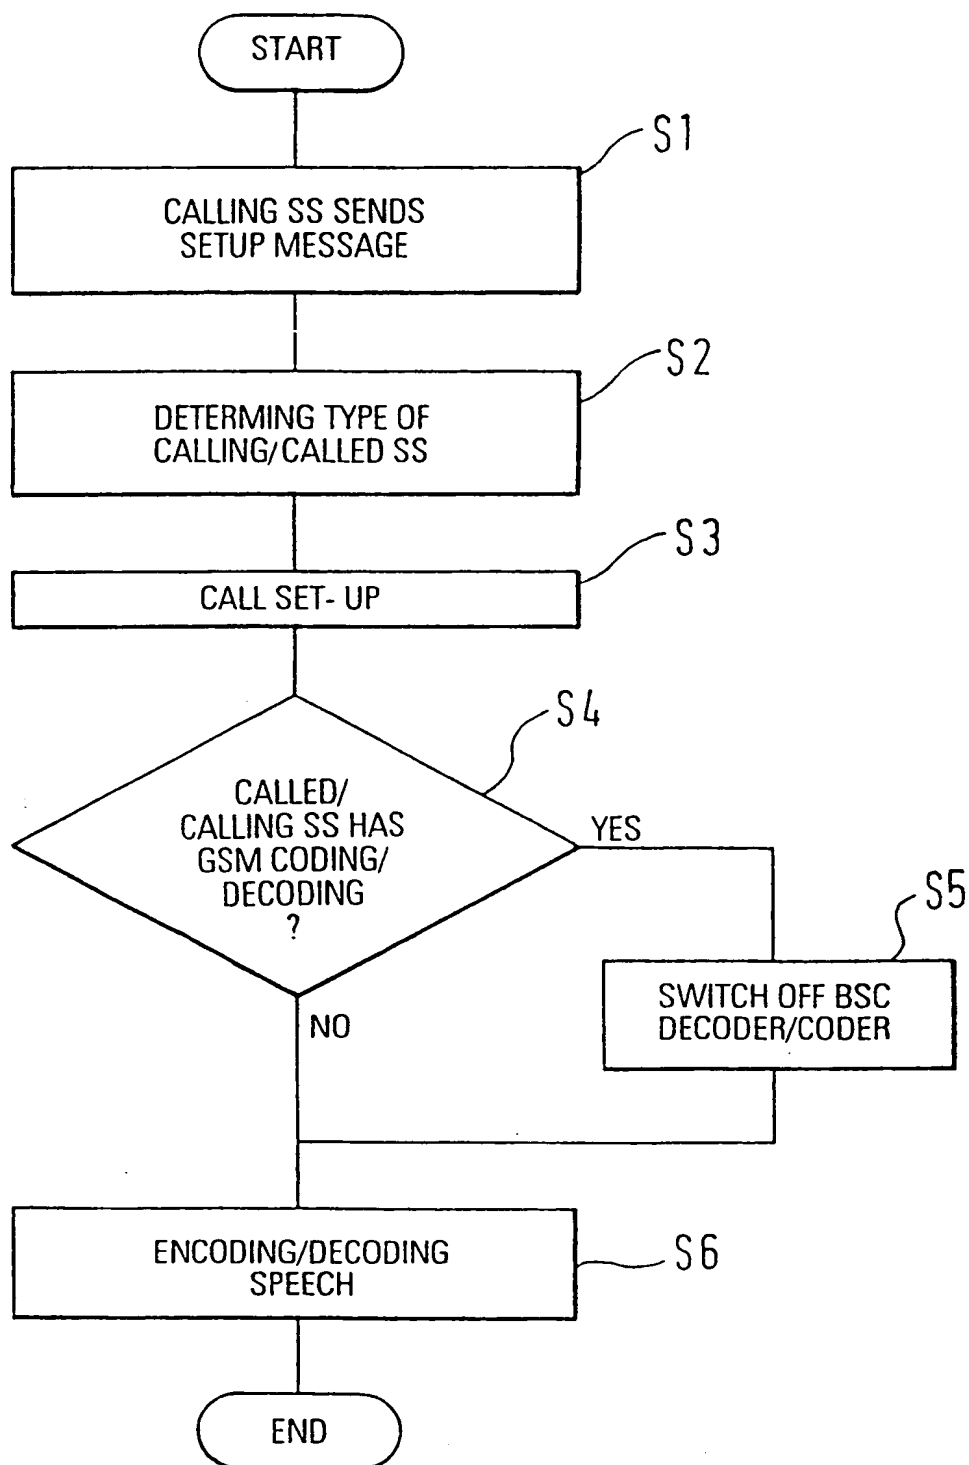 START
S1
CALLING SS SENDS
SETUP MESSAGE
S2
DETERMING TYPE OF
CALLING/CALLED SS
S3
CALL SET-UP
S4
CALLED/
CALLING SS HAS
GSM CODING/
DECODING
?
YES
S5
SWITCH OFF BSC
DECODER/CODER
NO
ENCODING/DECODING
SPEECH
S6
END